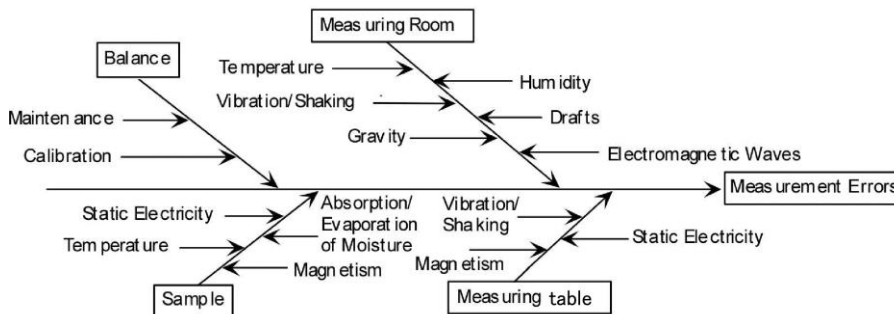 Measuring Room
Balance
Temperature
Humidity
Vibration/Shaking
Maintenance
Drafts
Gravity
Calibration
Electromagnetic Waves
Measurement Errors
Absorption/
Evaporation
of Moisture
Static Electricity
Vibration/
Shaking
Static Electricity
Temperature
Magnetism
Magnetism
Sample
Measuring table